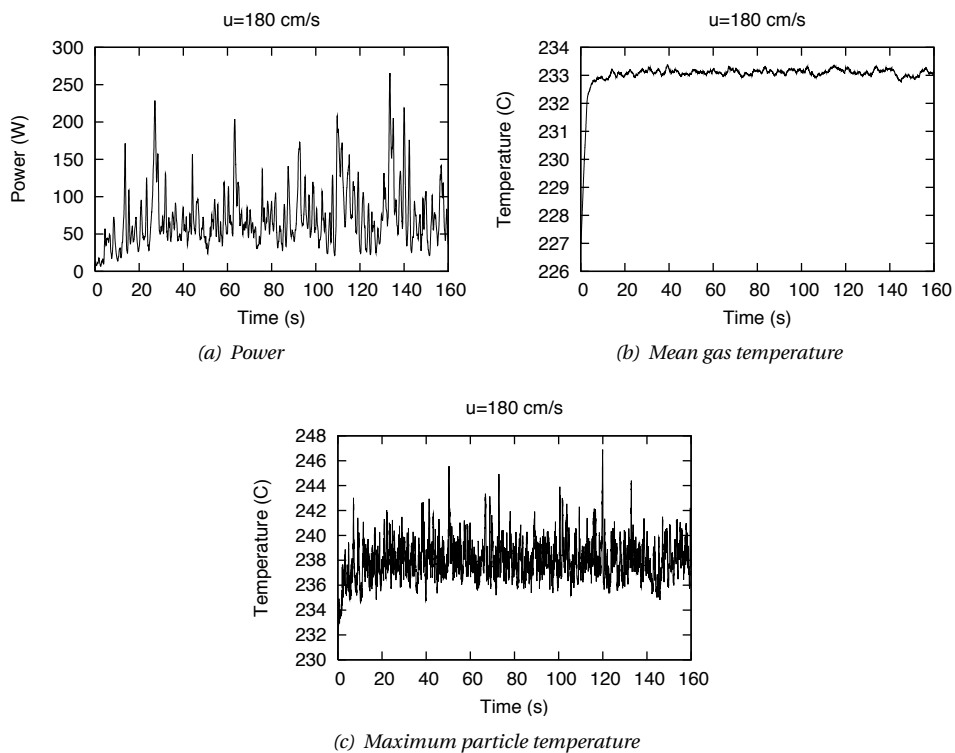 u=180 cm/s
300
250
200
150
100
50
0
Power (W)
0 20 40 60 80 100 120 140 160
Time (s)
(a) Power
u=180 cm/s
234
233
232
231
230
229
228
227
226
Temperature (C)
0 20 40 60 80 100 120 140 160
Time (s)
(b) Mean gas temperature
u=180 cm/s
248
246
244
242
240
238
236
234
232
230
Temperature (C)
0 20 40 60 80 100 120 140 160
Time (s)
(c) Maximum particle temperature